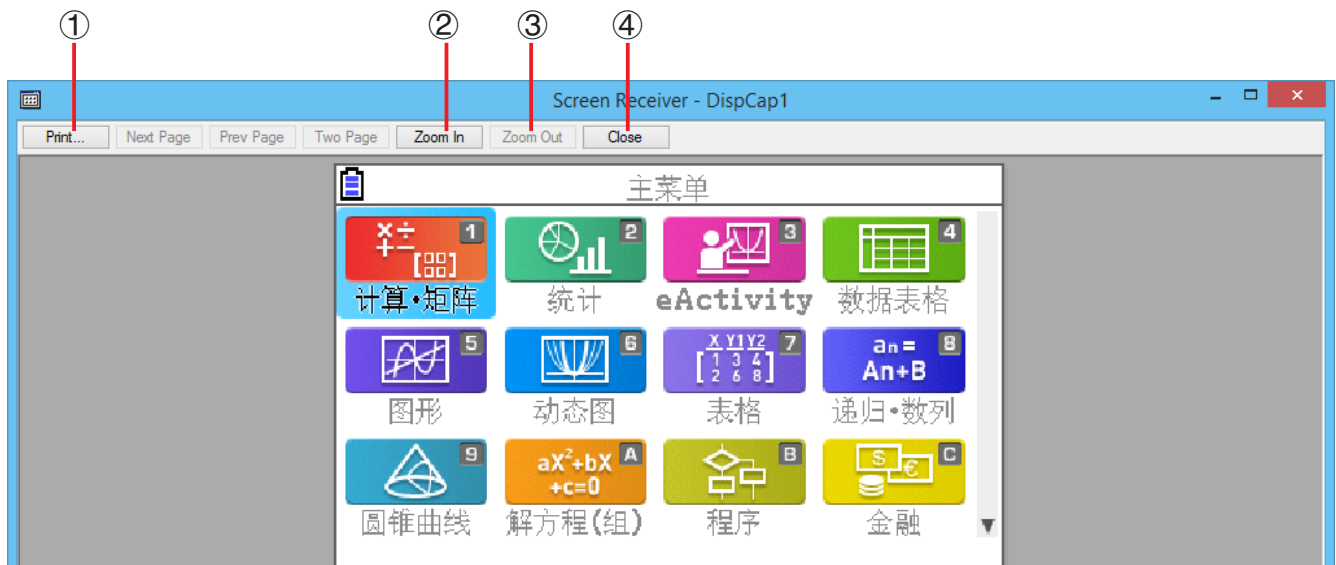 ① ② ③ ④
Screen Receiver - DispCap1
Print... Next Page Prev Page Two Page Zoom In Zoom Out Close
主菜单
×÷+− 1 2 3 4
计算•矩阵 统计 eActivity 数据表格
5 6 X Y1 Y2 7 an= 8
1 3 4 An+B
2 6 8
图形 动态图 表格 递归•数列
9 aX²+bX A B $ € C
+c=0
圆锥曲线 解方程(组) 程序 金融